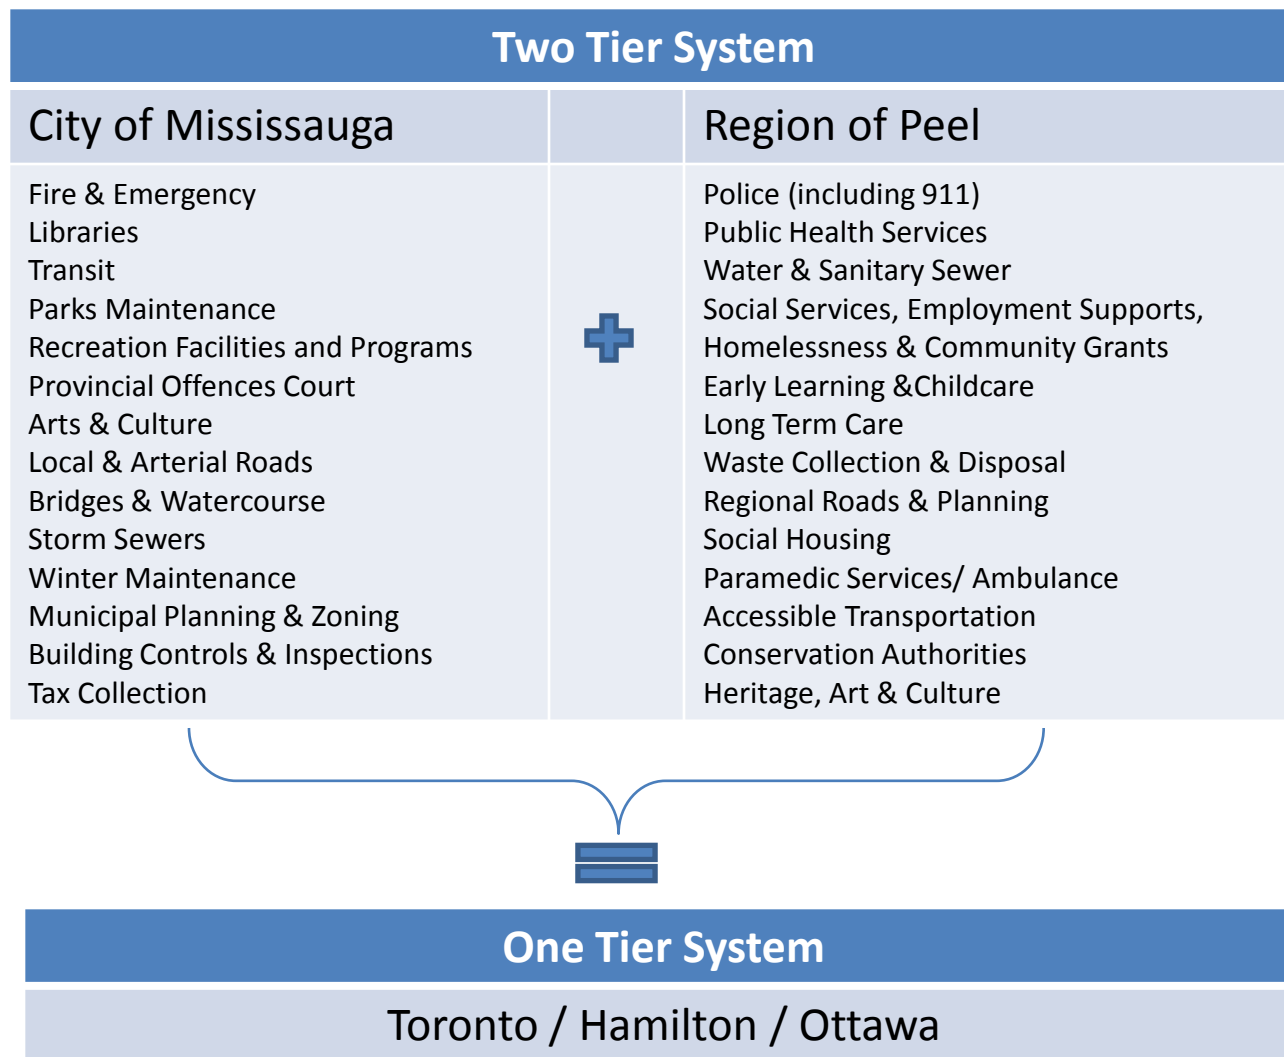 Two Tier System
City of Mississauga
Region of Peel
Fire & Emergency
Libraries
Transit
Parks Maintenance
Recreation Facilities and Programs
Provincial Offences Court
Arts & Culture
Local & Arterial Roads
Bridges & Watercourse
Storm Sewers
Winter Maintenance
Municipal Planning & Zoning
Building Controls & Inspections
Tax Collection
Police (including 911)
Public Health Services
Water & Sanitary Sewer
Social Services, Employment Supports,
Homelessness & Community Grants
Early Learning &Childcare
Long Term Care
Waste Collection & Disposal
Regional Roads & Planning
Social Housing
Paramedic Services/ Ambulance
Accessible Transportation
Conservation Authorities
Heritage, Art & Culture
One Tier System
Toronto / Hamilton / Ottawa